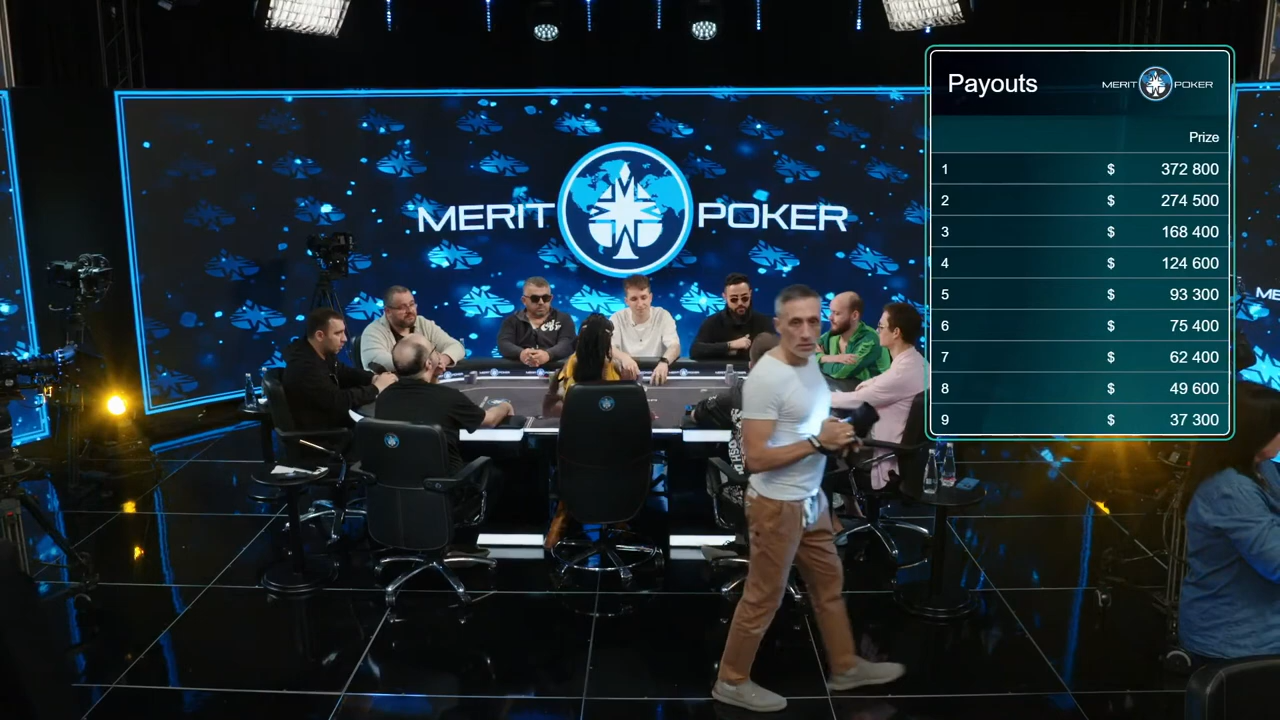 MERIT POKER
Payouts MERIT POKER
Prize
1 $ 372 800
2 $ 274 500
3 $ 168 400
4 $ 124 600
5 $ 93 300
6 $ 75 400
7 $ 62 400
8 $ 49 600
9 $ 37 300